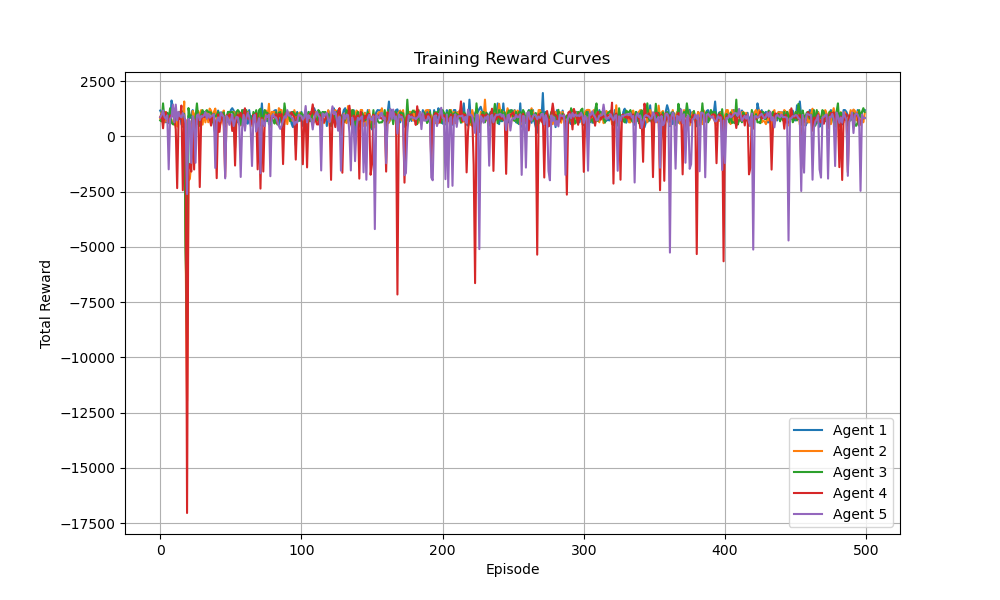 Training Reward Curves
Total Reward
2500
0
−2500
−5000
−7500
−10000
−12500
−15000
−17500
0 100 200 300 400 500
Episode
Agent 1
Agent 2
Agent 3
Agent 4
Agent 5